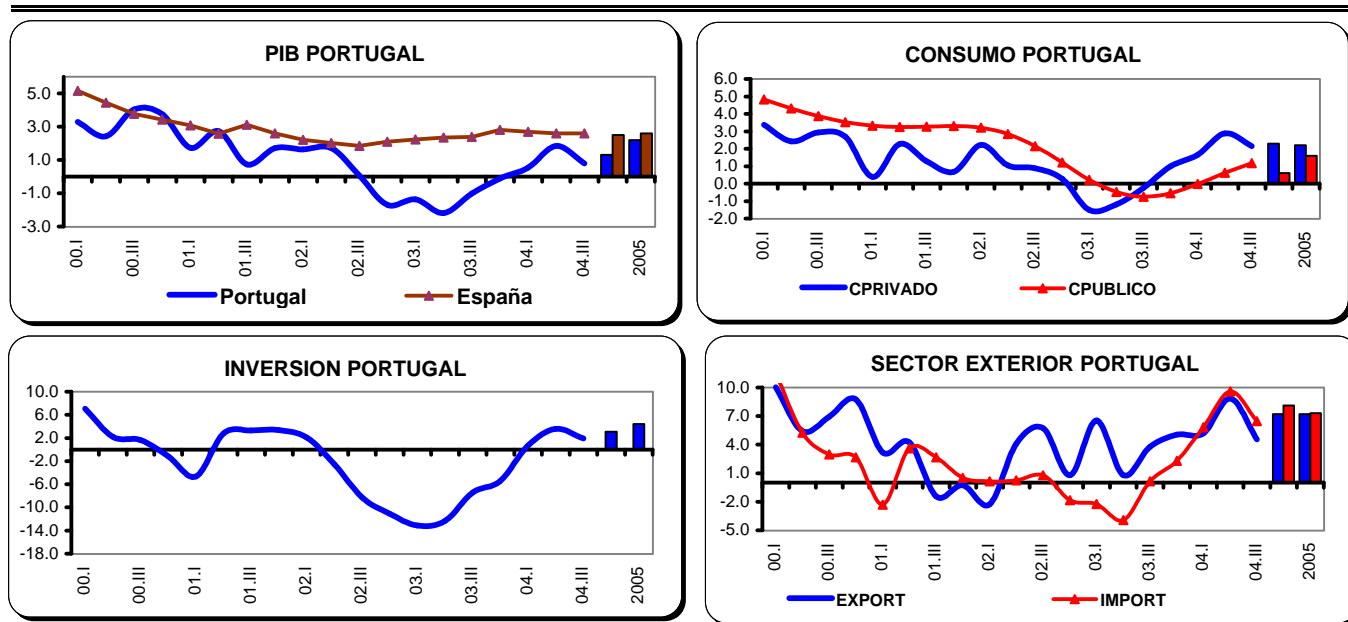 PIB PORTUGAL
5.0
3.0
1.0
-1.0
-3.0
00.I
00.III
01.I
01.III
02.I
02.III
03.I
03.III
04.I
04.III
2005
Portugal
España
CONSUMO PORTUGAL
6.0
5.0
4.0
3.0
2.0
1.0
0.0
-1.0
-2.0
00.I
00.III
01.I
01.III
02.I
02.III
03.I
03.III
04.I
04.III
2005
CPRIVADO
CPUBLICO
INVERSION PORTUGAL
10.0
6.0
2.0
-2.0
-6.0
-10.0
-14.0
-18.0
00.I
00.III
01.I
01.III
02.I
02.III
03.I
03.III
04.I
04.III
2005
SECTOR EXTERIOR PORTUGAL
10.0
7.0
4.0
1.0
-2.0
-5.0
00.I
00.III
01.I
01.III
02.I
02.III
03.I
03.III
04.I
04.III
2005
EXPORT
IMPORT